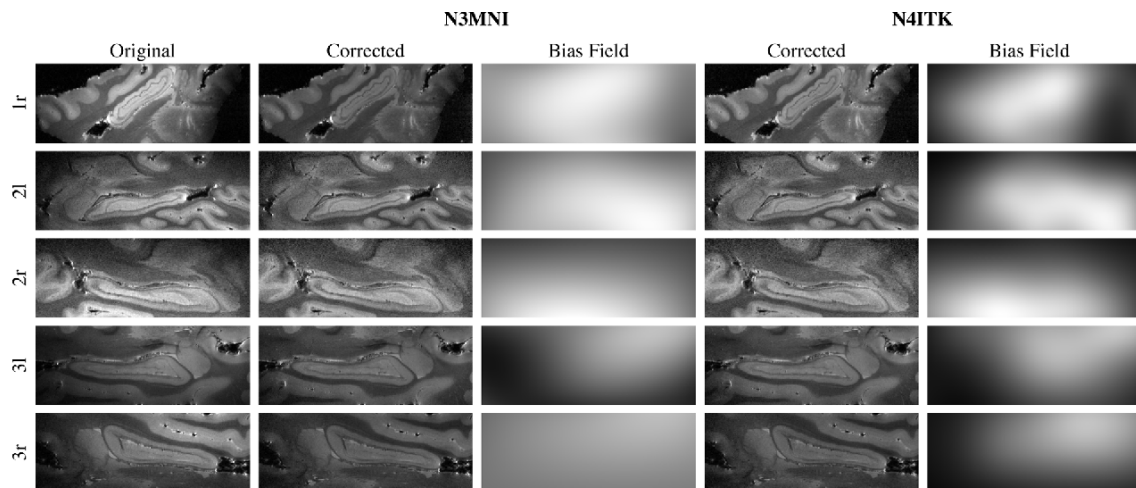 N3MNI N4ITK
Original Corrected Bias Field Corrected Bias Field
1r
2l
2r
3l
3r